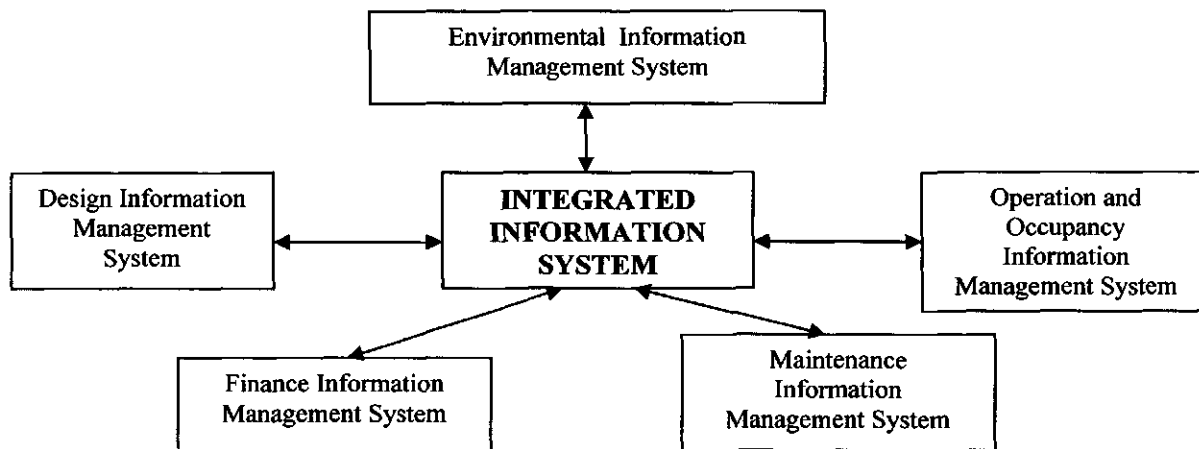 Environmental Information
Management System
Design Information
Management
System
INTEGRATED
INFORMATION
SYSTEM
Operation and
Occupancy
Information
Management System
Finance Information
Management System
Maintenance
Information
Management System